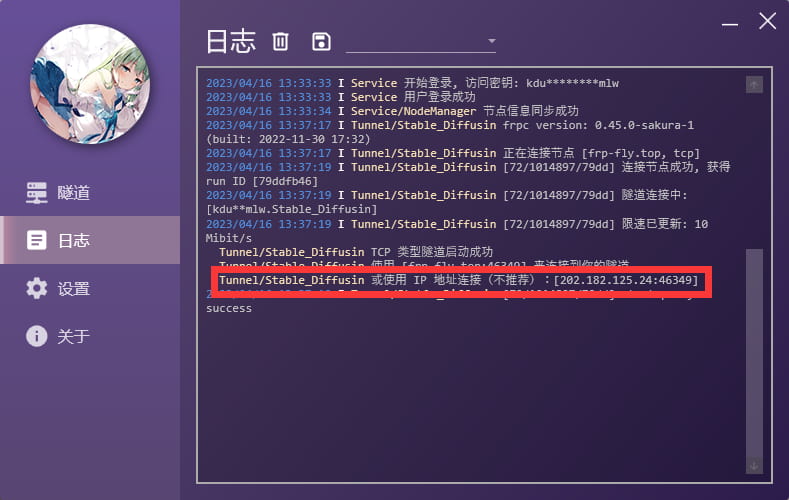 日志
隧道
日志
设置
关于
2023/04/16 13:33:33 I Service 开始登录, 访问密钥: kdu********mlw
2023/04/16 13:33:33 I Service 用户登录成功
2023/04/16 13:33:34 I Service/NodeManager 节点信息同步成功
2023/04/16 13:37:17 I Tunnel/Stable_Diffusin frpc version: 0.45.0-sakura-1
(built: 2022-11-30 17:32)
2023/04/16 13:37:17 I Tunnel/Stable_Diffusin 正在连接节点 [frp-fly.top, tcp]
2023/04/16 13:37:19 I Tunnel/Stable_Diffusin [72/1014897/79dd] 连接节点成功, 获得
run ID [79ddfb46]
2023/04/16 13:37:19 I Tunnel/Stable_Diffusin [72/1014897/79dd] 隧道连接中:
[kdu**mlw.Stable_Diffusin]
2023/04/16 13:37:19 I Tunnel/Stable_Diffusin [72/1014897/79dd] 限速已更新: 10
Mibit/s
Tunnel/Stable_Diffusin TCP 类型隧道启动成功
Tunnel/Stable_Diffusin 使用 [frp-fly.top:46349] 来连接到你的隧道
Tunnel/Stable_Diffusin 或使用 IP 地址连接（不推荐）：[202.182.125.24:46349]
success